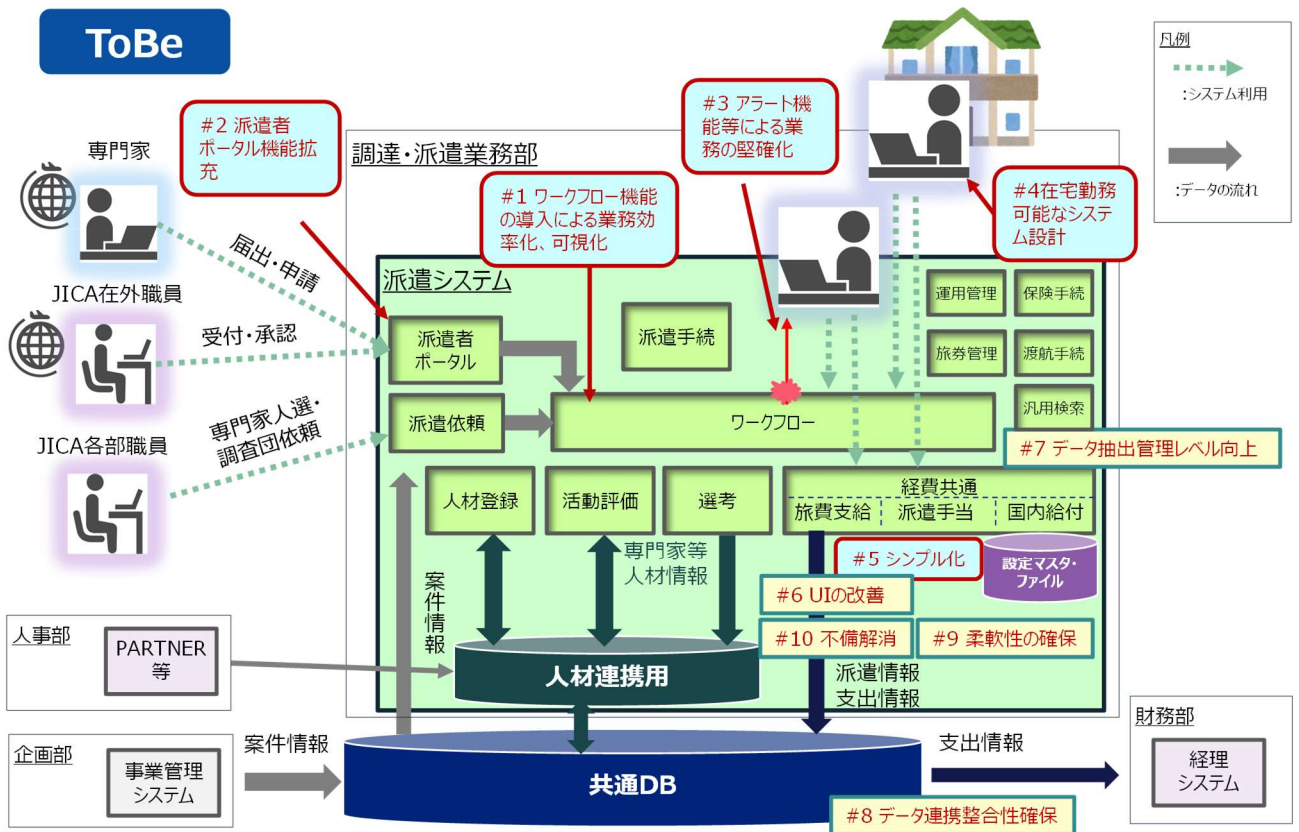 ToBe
凡例
:システム利用
:データの流れ
#2 派遣者
ポータル機能拡
充
#3 アラート機
能等による業
務の堅確化
専門家
調達・派遣業務部
#1 ワークフロー機能
の導入による業務効
率化、可視化
#4在宅勤務
可能なシステ
ム設計
届出・申請
派遣システム
JICA在外職員
受付・承認
派遣者
ポータル
派遣手続
運用管理
保険手続
旅券管理
渡航手続
専門家人選・
調査団依頼
派遣依頼
ワークフロー
汎用検索
#7 データ抽出管理レベル向上
JICA各部職員
人材登録
活動評価
選考
経費共通
旅費支給
派遣手当
国内給付
専門家等
人材情報
#5 シンプル化
設定マスタ・
ファイル
案件情報
#6 UIの改善
#10 不備解消
#9 柔軟性の確保
人事部
PARTNER
等
人材連携用
派遣情報
支出情報
企画部
事業管理
システム
案件情報
共通DB
支出情報
財務部
経理
システム
#8 データ連携整合性確保